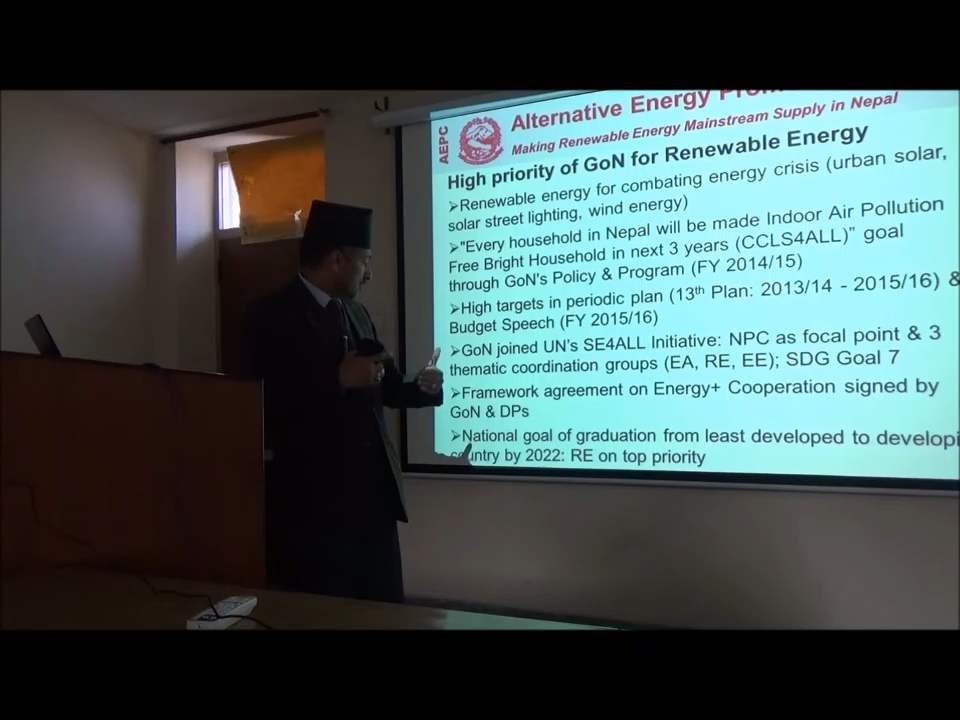 AEPC
Alternative Energy
Making Renewable Energy Mainstream Supply in Nepal
High priority of GoN for Renewable Energy
➢Renewable energy for combating energy crisis (urban solar,
solar street lighting, wind energy)
➢"Every household in Nepal will be made Indoor Air Pollution
Free Bright Household in next 3 years (CCLS4ALL)" goal
through GoN's Policy & Program (FY 2014/15)
➢High targets in periodic plan (13th Plan: 2013/14 - 2015/16) &
Budget Speech (FY 2015/16)
➢GoN joined UN's SE4ALL Initiative: NPC as focal point & 3
thematic coordination groups (EA, RE, EE); SDG Goal 7
➢Framework agreement on Energy+ Cooperation signed by
GoN & DPs
➢National goal of graduation from least developed to developi
country by 2022: RE on top priority